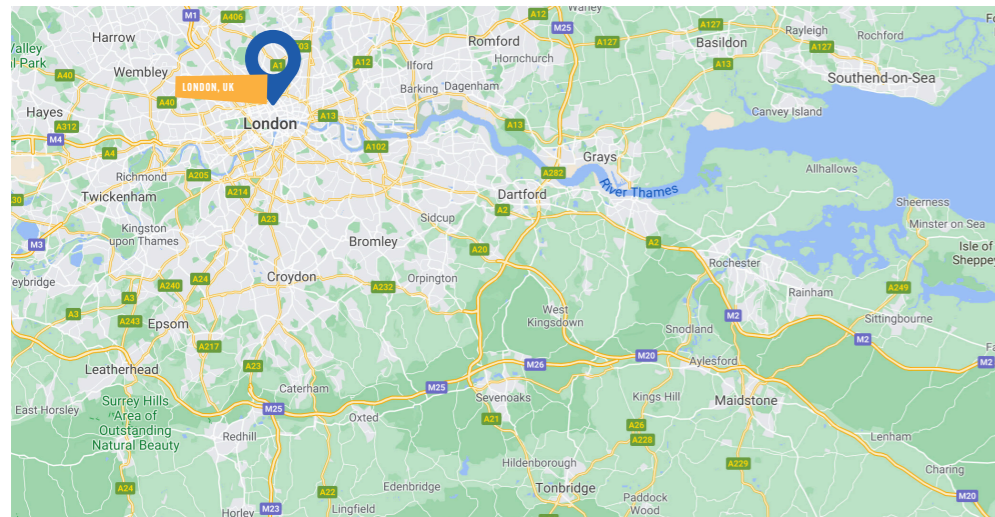 M1
A406
A12
Warley
M25
A127
Rayleigh
Rochford
Harrow
Romford
Basildon
A127
Valley
Park
A1
A12
Ilford
Hornchurch
A13
Southend-on-Sea
Wembley
A40
LONDON, UK
Barking
Dagenham
A40
Canvey Island
Hayes
A13
A13
A312
London
M4
A4
A102
Grays
Allhallows
Richmond
A205
A282
River Thames
Twickenham
A214
Dartford
Sheerness
A2
Minster on Sea
Kingston
upon Thames
A23
Sidcup
M3
Bromley
A20
A2
Isle of
Sheppey
Rochester
Croydon
Orpington
A24
A240
A232
Rainham
A249
A3
A3
A243
Epsom
West
Kingsdown
M2
Sittingbourne
Snodland
A217
M2
M20
Aylesford
M2
Leatherhead
A23
M26
M25
Caterham
Sevenoaks
Kings Hill
Maidstone
East Horsley
Surrey Hills
Area of
Outstanding
Natural Beauty
M25
Oxted
A21
A26
Redhill
A228
Lenham
Hildenborough
A229
Charing
A24
Edenbridge
Tonbridge
A22
Paddock
Wood
M20
Horley
M23
Lingfield